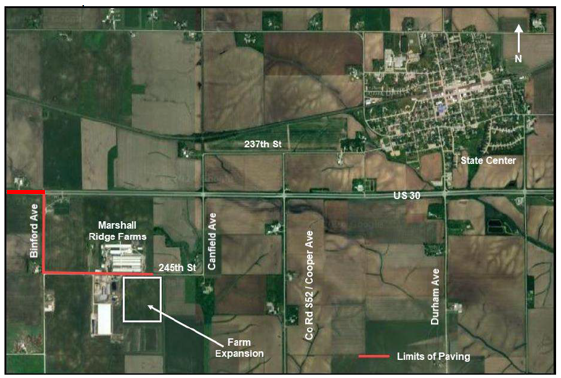 N
237th St
State Center
US 30
Binford Ave
Marshall
Ridge Farms
Canfield Ave
Co Rd S52 / Cooper Ave
Durham Ave
245th St
Farm
Expansion
Limits of Paving